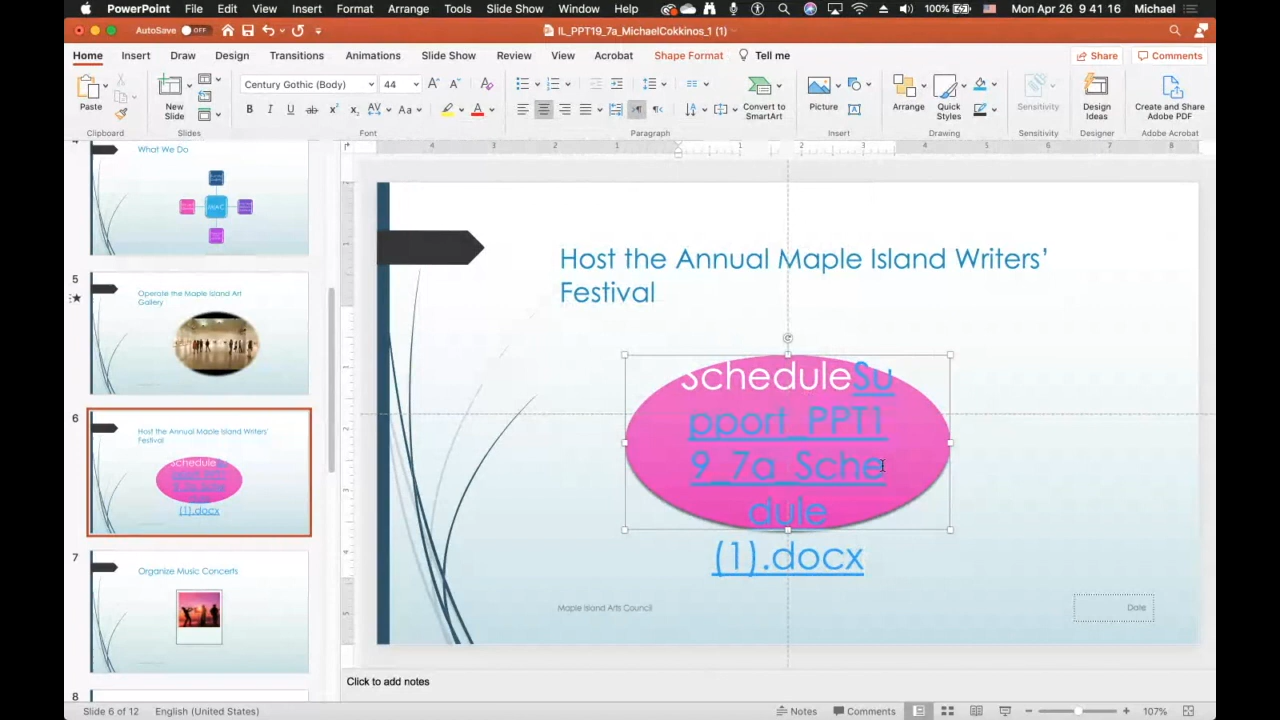 PowerPoint File Edit View Insert Format Arrange Tools Slide Show Window Help 100% Mon Apr 26 9 41 16 Michael
AutoSave OFF IL_PPT19_7a_MichaelCokkinos_1 (1)
Home Insert Draw Design Transitions Animations Slide Show Review View Acrobat Shape Format Tell me Share Comments
Century Gothic (Body) 44
Paste New Slide Convert to SmartArt Picture Arrange Quick Styles Sensitivity Design Ideas Create and Share Adobe PDF
Clipboard Slides Font Paragraph Insert Drawing Sensitivity Designer Adobe Acrobat
4
What We Do
MIAC
5
Operate the Maple Island Art
Gallery
6
Host the Annual Maple Island Writers'
Festival
Schedule
(1).docx
7
Organize Music Concerts
8
Host the Annual Maple Island Writers’
Festival
ScheduleSu
pport_PPT1
9_7a_Sche
dule
(1).docx
Maple Island Arts Council
Date
Click to add notes
Slide 6 of 12 English (United States) Notes Comments 107%